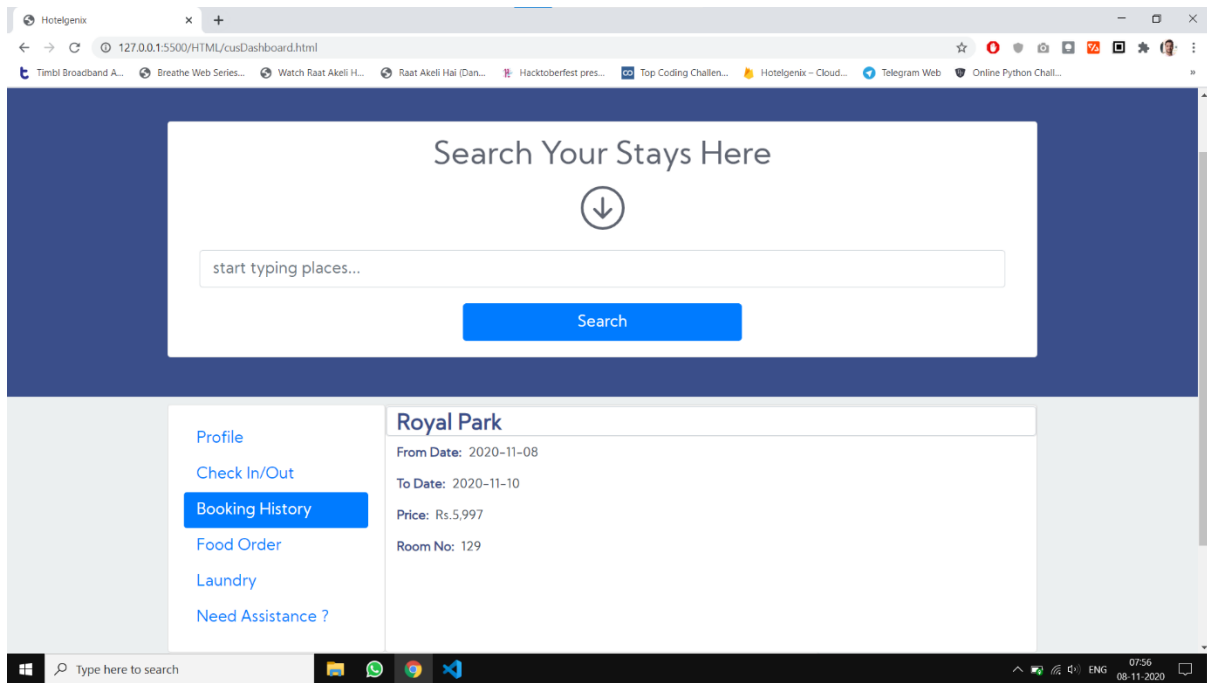 Hotelgenix
127.0.0.1:5500/HTML/cusDashboard.html
Timbl Broadband A... Breathe Web Series... Watch Raat Akeli H... Raat Akeli Hai (Dan... Hacktoberfest pres... Top Coding Challen... Hotelgenix – Cloud... Telegram Web Online Python Chall...
Search Your Stays Here
start typing places...
Search
Profile
Check In/Out
Booking History
Food Order
Laundry
Need Assistance ?
Royal Park
From Date: 2020-11-08
To Date: 2020-11-10
Price: Rs.5,997
Room No: 129
Type here to search
ENG
07:56
08-11-2020